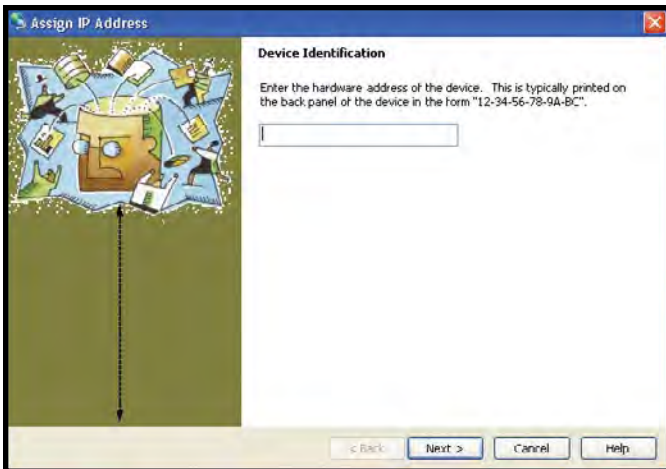 Assign IP Address
Device Identification
Enter the hardware address of the device. This is typically printed on
the back panel of the device in the form "12-34-56-78-9A-BC".
< Back
Next >
Cancel
Help